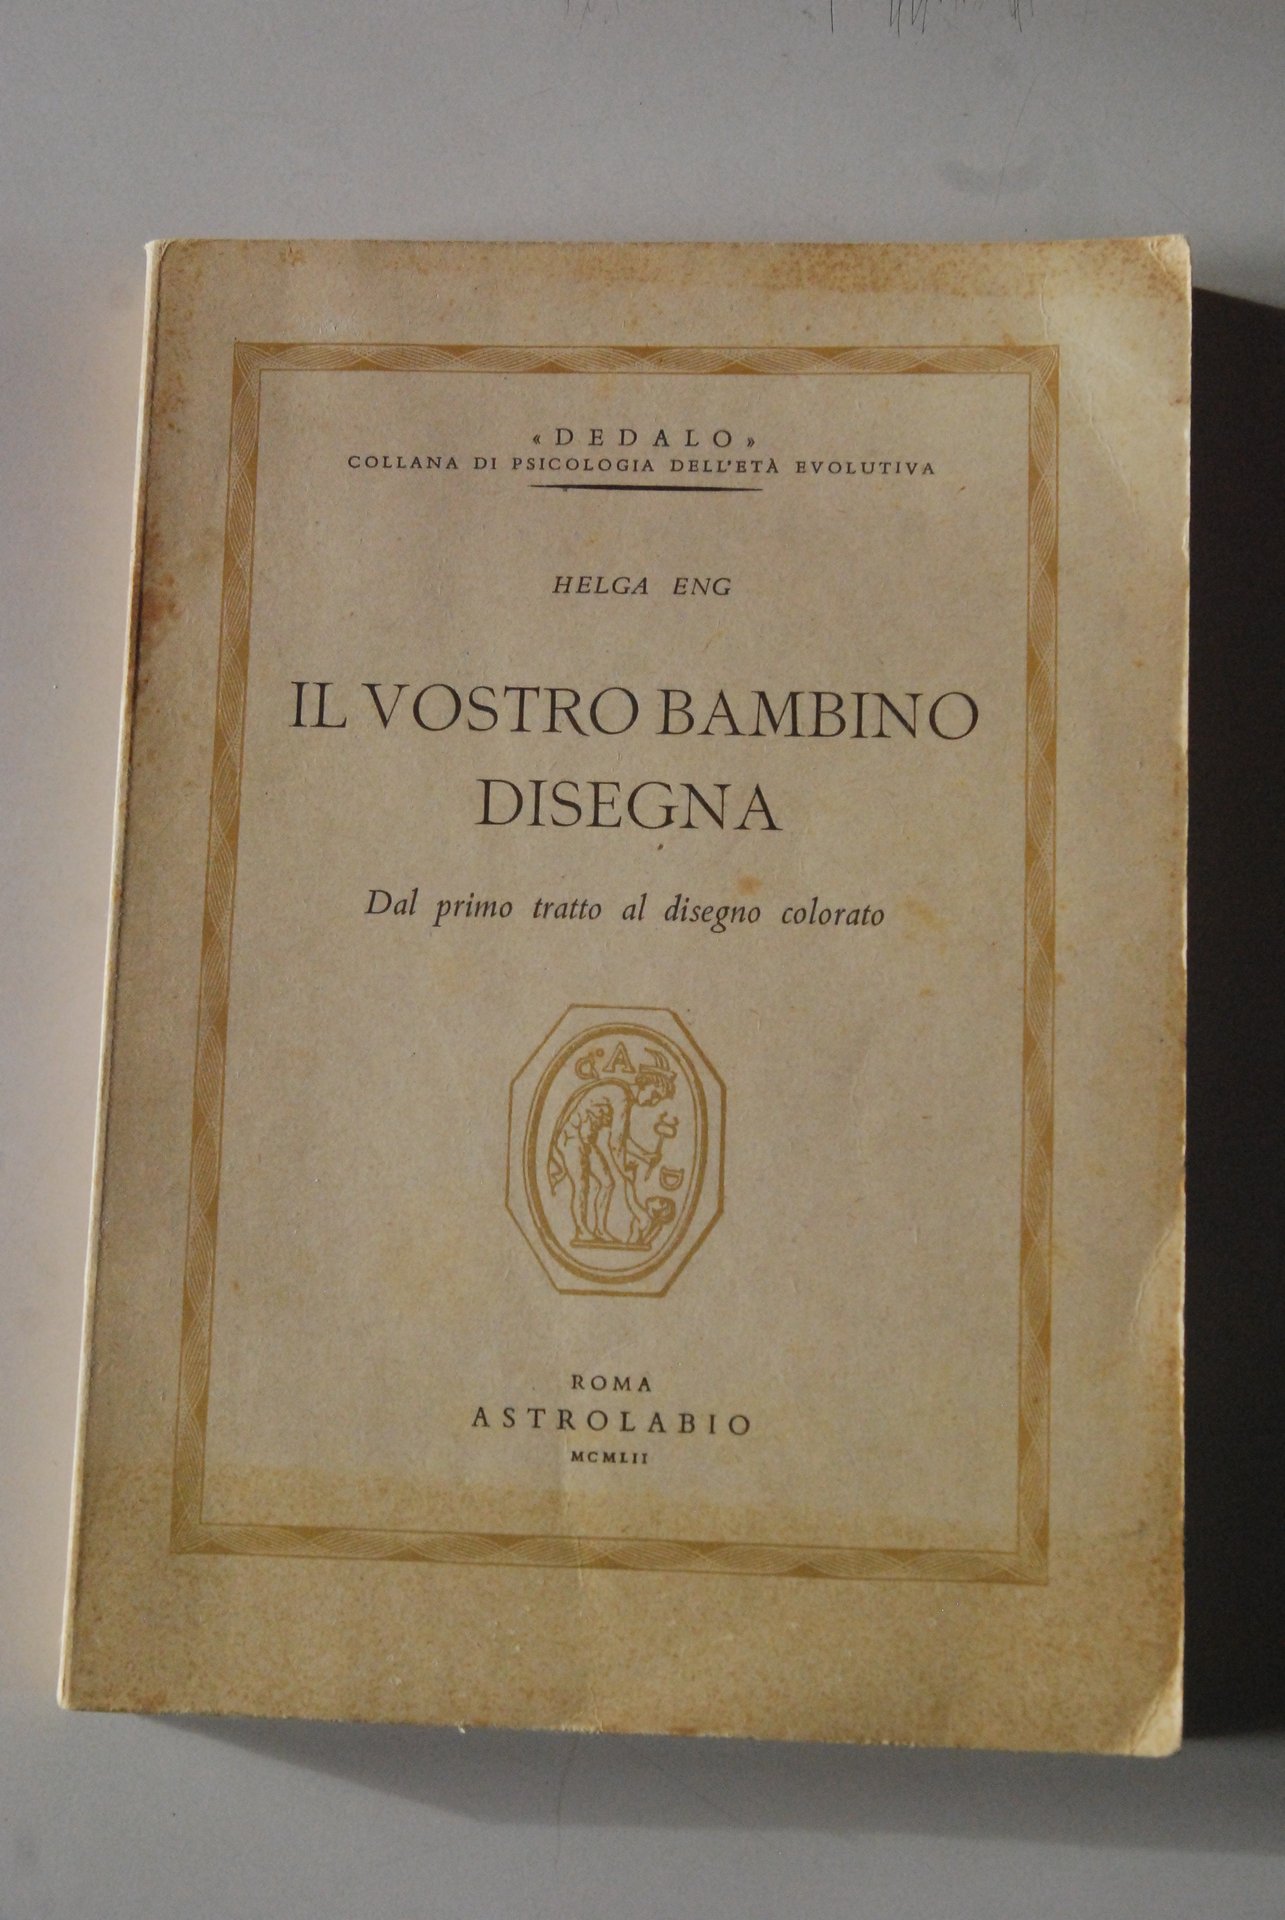 « DEDALO »
COLLANA DI PSICOLOGIA DELL'ETÀ EVOLUTIVA
HELGA ENG
IL VOSTRO BAMBINO
DISEGNA
Dal primo tratto al disegno colorato
A
D
ROMA
ASTROLABIO
MCMLII